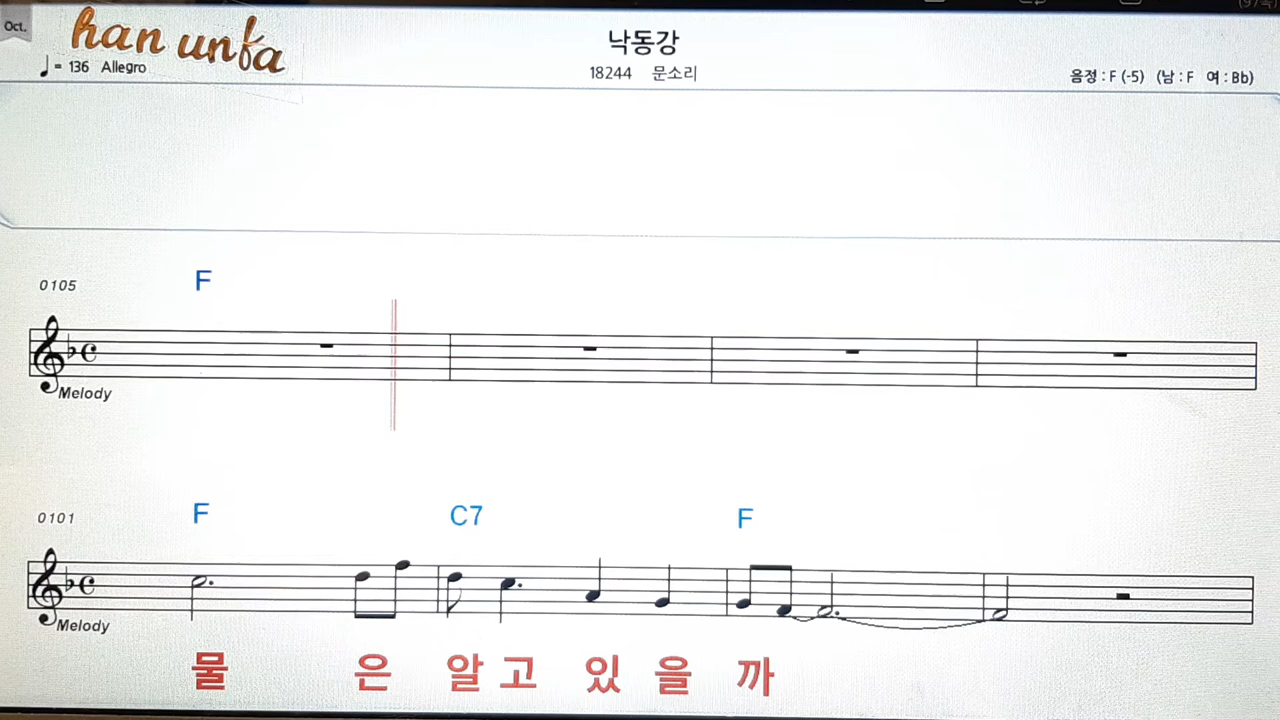 Oct.
han unfa
= 136 Allegro
낙동강
18244 문소리
음정 : F (-5) (남 : F 여 : Bb)
0105
F
Melody
0101
F C7 F
Melody
물 은 알 고 있 을 까